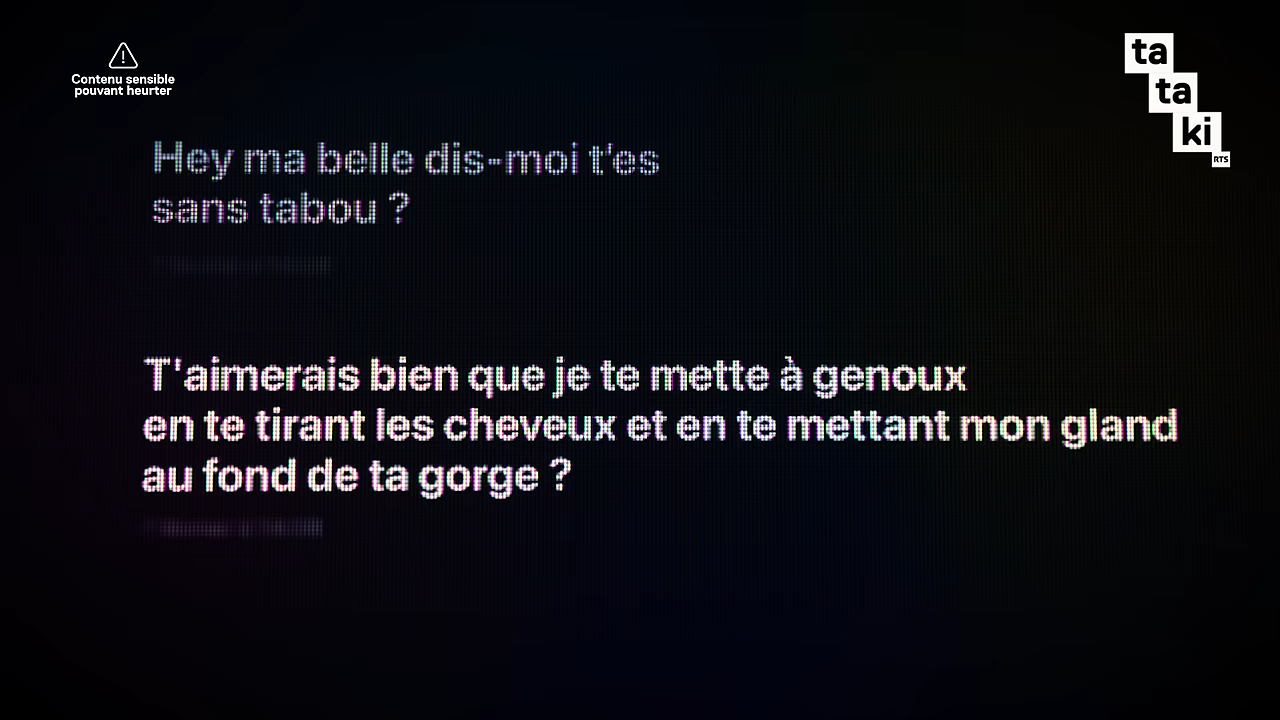 Contenu sensible
pouvant heurter
ta
ta
ki
RTS
Hey ma belle dis-moi t'es
sans tabou ?
T'aimerais bien que je te mette à genoux
en te tirant les cheveux et en te mettant mon gland
au fond de ta gorge ?